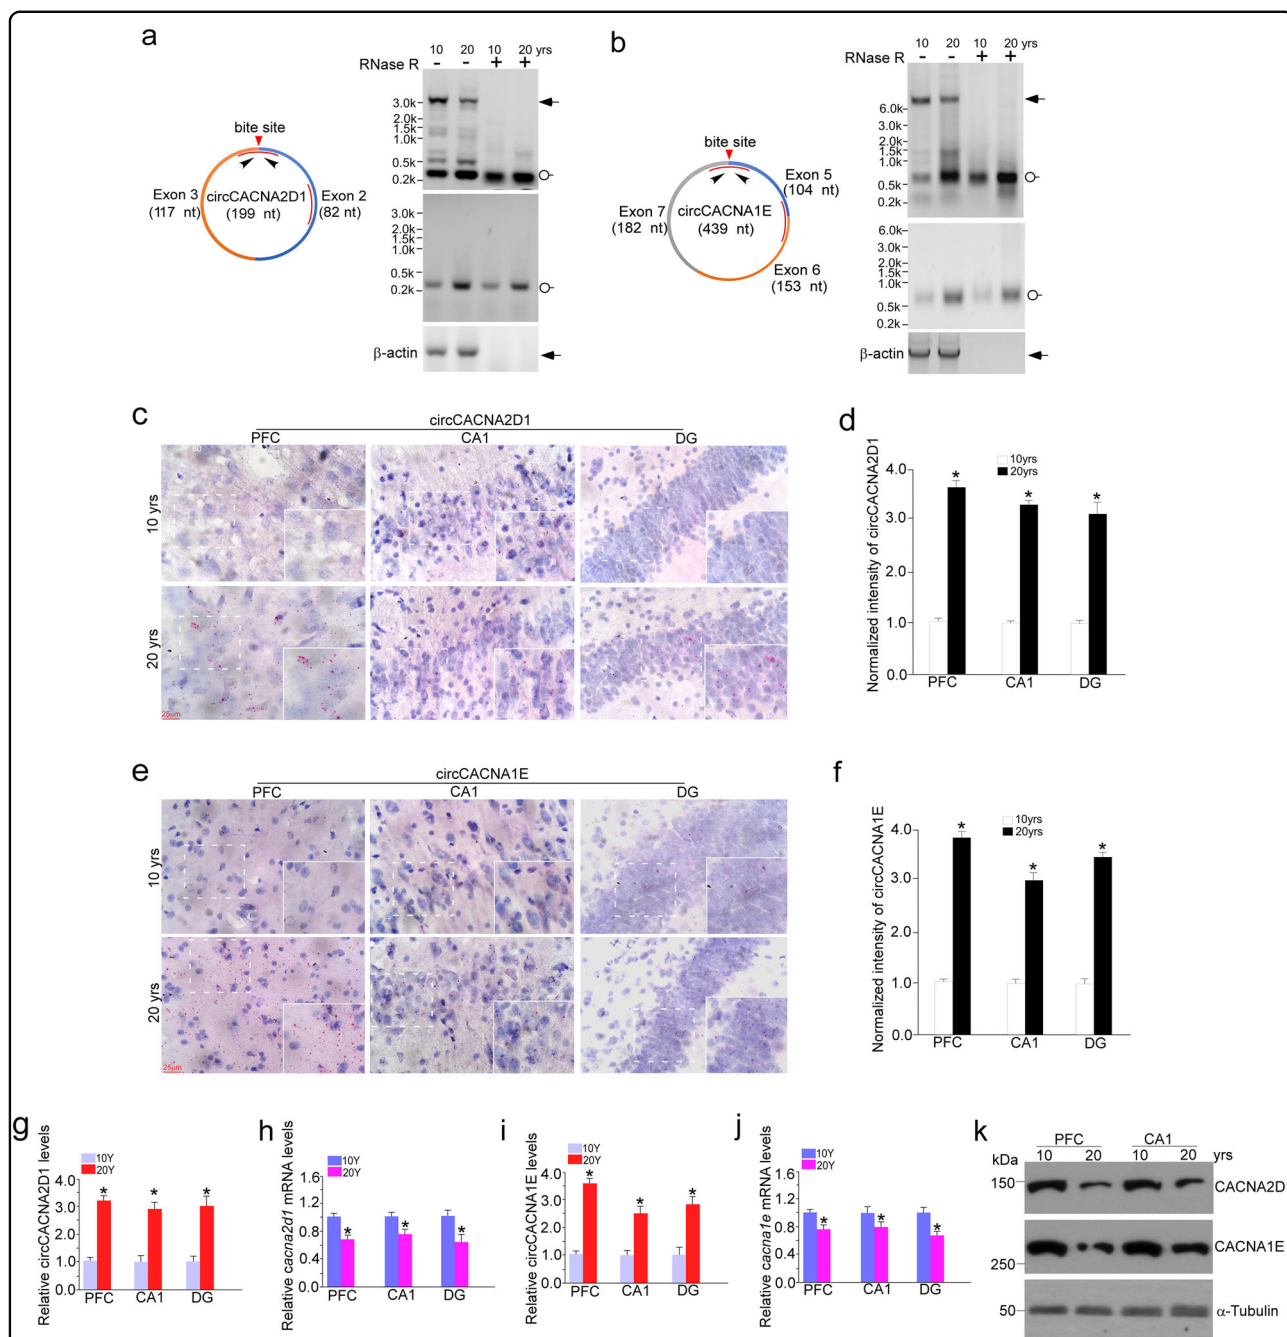 a
10 20 10 20 yrs
RNase R - - + +
bite site
Exon 3
(117 nt)
circCACNA2D1
(199 nt)
Exon 2
(82 nt)
3.0k
2.0k
1.5k
1.0k
0.5k
0.2k
3.0k
2.0k
1.5k
1.0k
0.5k
0.2k
β-actin
b
10 20 10 20 yrs
RNase R - - + +
bite site
Exon 5
(104 nt)
Exon 7
(182 nt)
circCACNA1E
(439 nt)
Exon 6
(153 nt)
6.0k
3.0k
2.0k
1.5k
1.0k
0.5k
0.2k
6.0k
3.0k
2.0k
1.5k
1.0k
0.5k
0.2k
β-actin
c
circCACNA2D1
PFC CA1 DG
10 yrs
20 yrs
25μm
d
Normalized intensity of circCACNA2D1
10yrs
20yrs
4.0
3.0
1.0
0.0
* * *
PFC CA1 DG
e
circCACNA1E
PFC CA1 DG
10 yrs
20 yrs
25μm
f
Normalized intensity of circCACNA1E
10yrs
20yrs
4.0
3.0
1.0
0.0
* * *
PFC CA1 DG
g
Relative circCACNA2D1 levels
10Y
20Y
4.0
3.0
2.0
1.0
0.0
* * *
PFC CA1 DG
h
Relative cacna2d1 mRNA levels
10Y
20Y
1.6
1.2
0.8
0.4
0.0
* * *
PFC CA1 DG
i
Relative circCACNA1E levels
10Y
20Y
4.0
3.0
2.0
1.0
0.0
* * *
PFC CA1 DG
j
Relative cacna1e mRNA levels
10Y
20Y
1.6
1.2
0.8
0.4
0.0
* * *
PFC CA1 DG
k
PFC CA1
kDa 10 20 10 20 yrs
150 CACNA2D1
CACNA1E
250
50 α-Tubulin